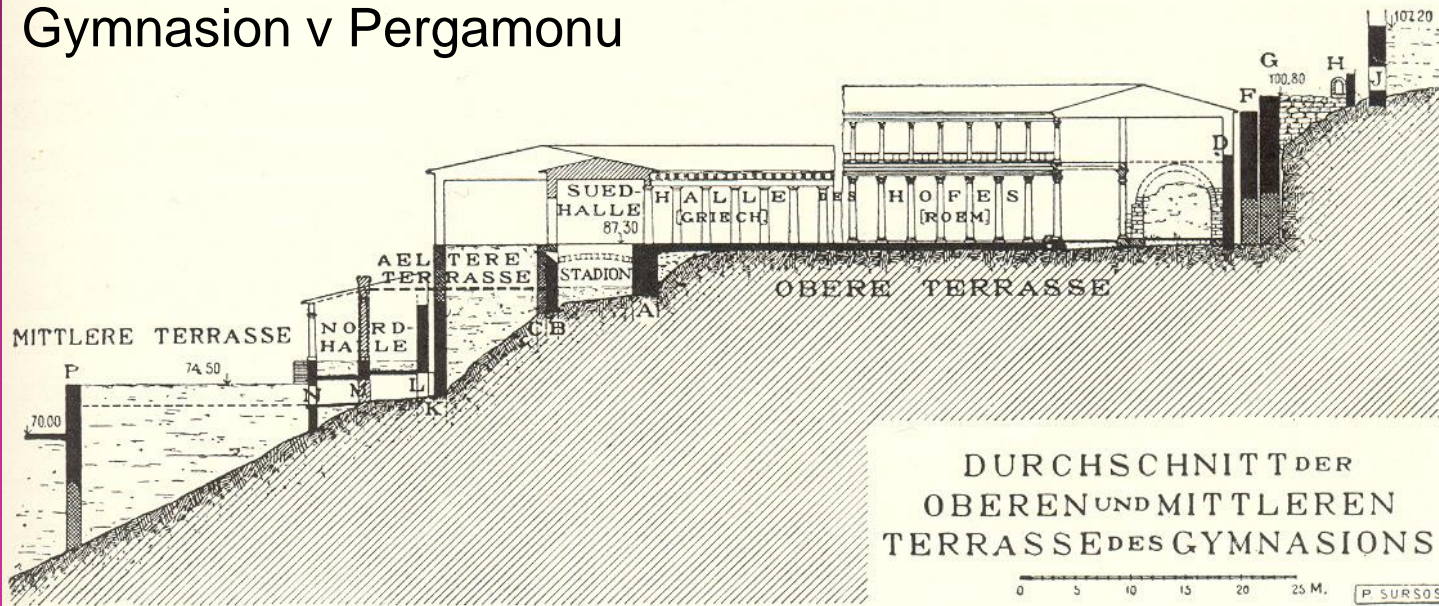 Gymnasion v Pergamonu
107.20
G
H
100.80
J
F
D
SUED-
HALLE
87.30
HALLE DES HOFES
[GRIECH]
[ROEM]
AELTERE
TERRASSE
STADION
OBERE TERRASSE
A
C B
MITTLERE TERRASSE
NORD-
HALLE
P
74.50
N M L
K
70.00
DURCHSCHNITT DER
OBEREN UND MITTLEREN
TERRASSE DES GYMNASIONS
0 5 10 15 20 25 M.
P. SURSOS